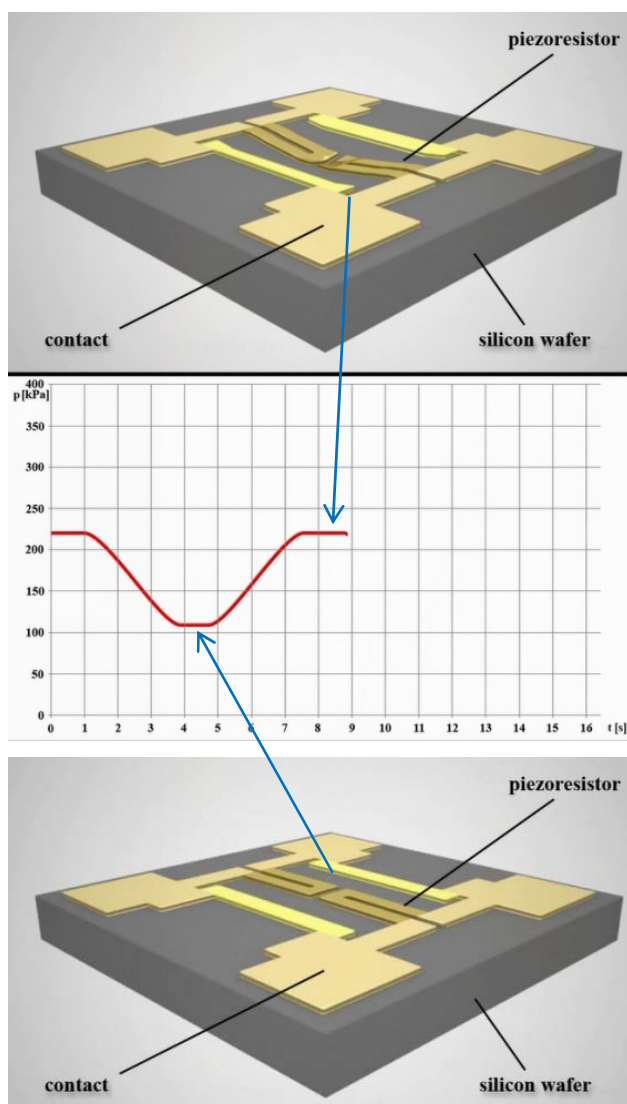 piezoresistor
contact
silicon wafer
400
p [kPa]
350
300
250
200
150
100
50
0
0 1 2 3 4 5 6 7 8 9 10 11 12 13 14 15 16 t [s]
piezoresistor
contact
silicon wafer